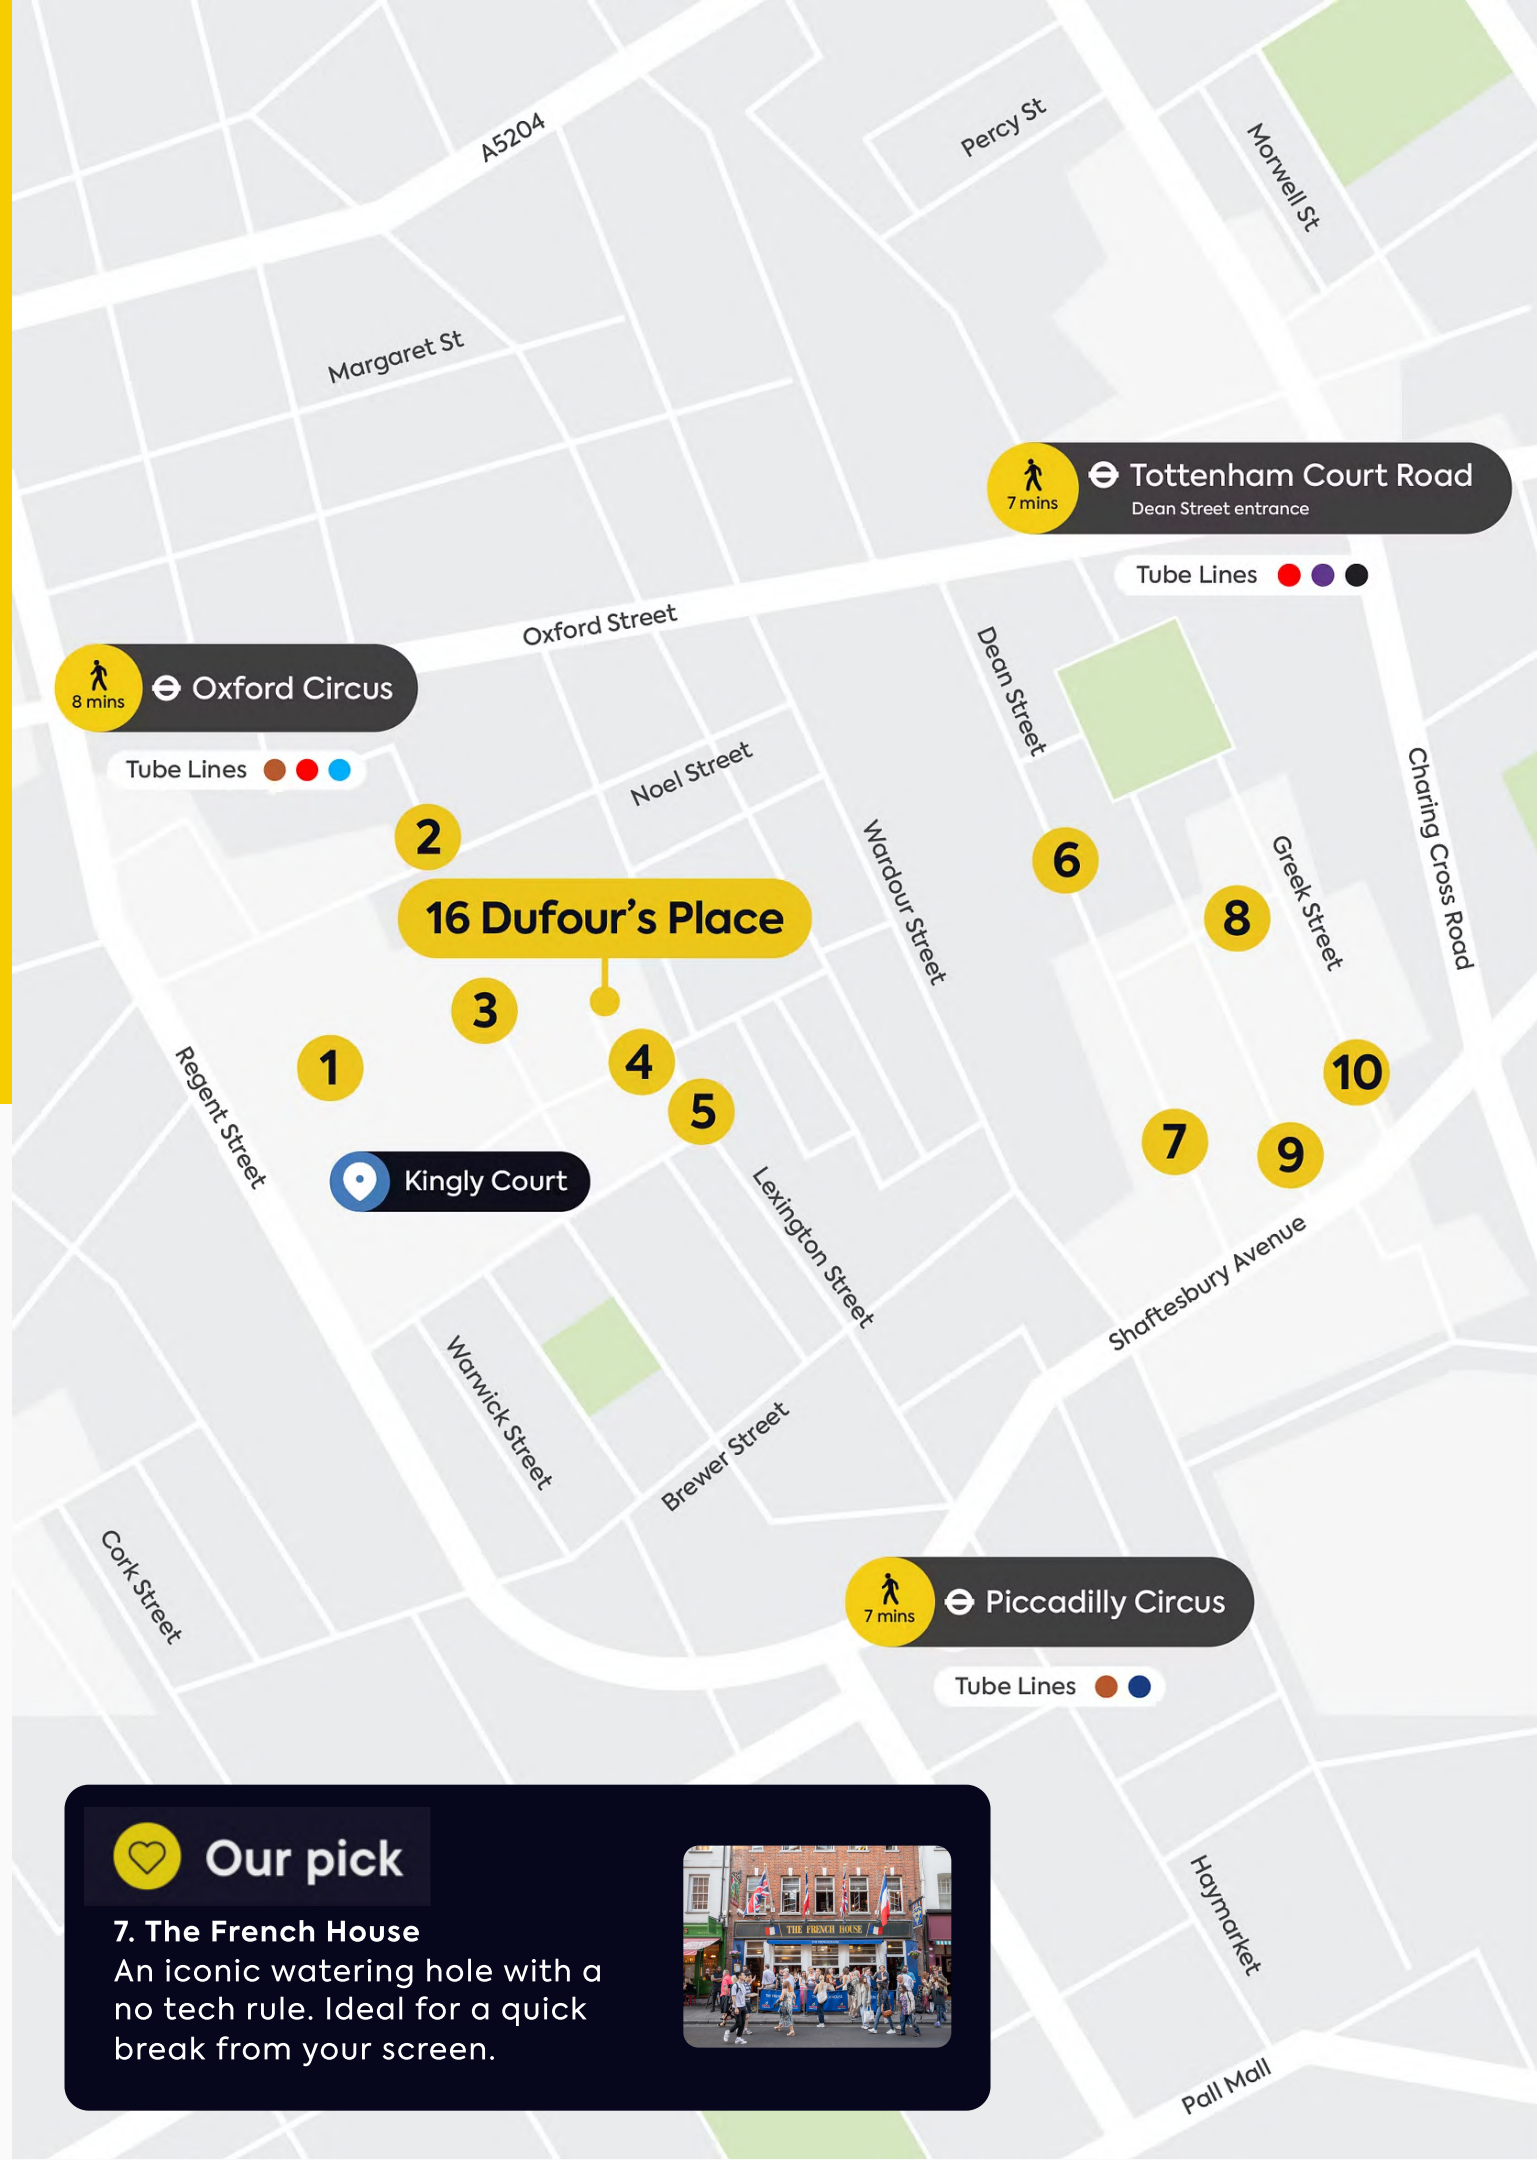 A5204
Percy St
Morwell St
Margaret St
7 mins
Tottenham Court Road
Dean Street entrance
Tube Lines
Oxford Street
Dean Street
8 mins
Oxford Circus
Tube Lines
Noel Street
Charing Cross Road
2
Wardour Street
6
Greek Street
16 Dufour's Place
8
3
1
4
10
5
7
9
Regent Street
Kingly Court
Lexington Street
Shaftesbury Avenue
Warwick Street
Brewer Street
Cork Street
7 mins
Piccadilly Circus
Tube Lines
Our pick
7. The French House
An iconic watering hole with a
no tech rule. Ideal for a quick
break from your screen.
THE FRENCH HOUSE
Haymarket
Pall Mall